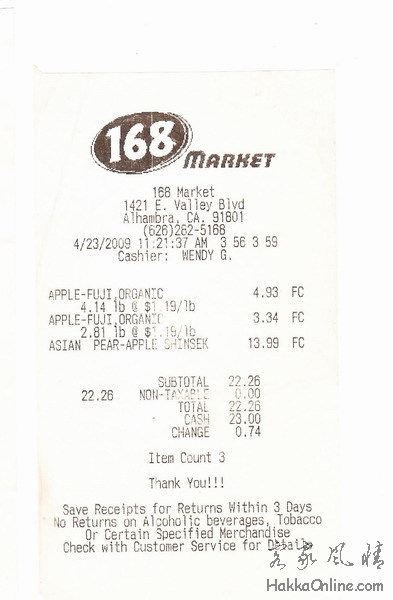 168 MARKET
168 Market
1421 E. Valley Blvd
Alhambra, CA. 91801
(626)282-5168
4/23/2009 11:21:37 AM 3 56 3 59
Cashier: WENDY G.
APPLE-FUJI,ORGANIC 4.93 FC
4.14 lb @ $1.19/lb
APPLE-FUJI,ORGANIC 3.34 FC
2.81 lb @ $1.19/lb
ASIAN PEAR-APPLE SHINSEK 13.99 FC
SUBTOTAL 22.26
22.26 NON-TAXABLE 0.00
TOTAL 22.26
CASH 23.00
CHANGE 0.74
Item Count 3
Thank You!!!
Save Receipts for Returns Within 3 Days
No Returns on Alcoholic beverages, Tobacco
Or Certain Specified Merchandise
Check with Customer Service for Details
客家風情
HakkaOnline.com